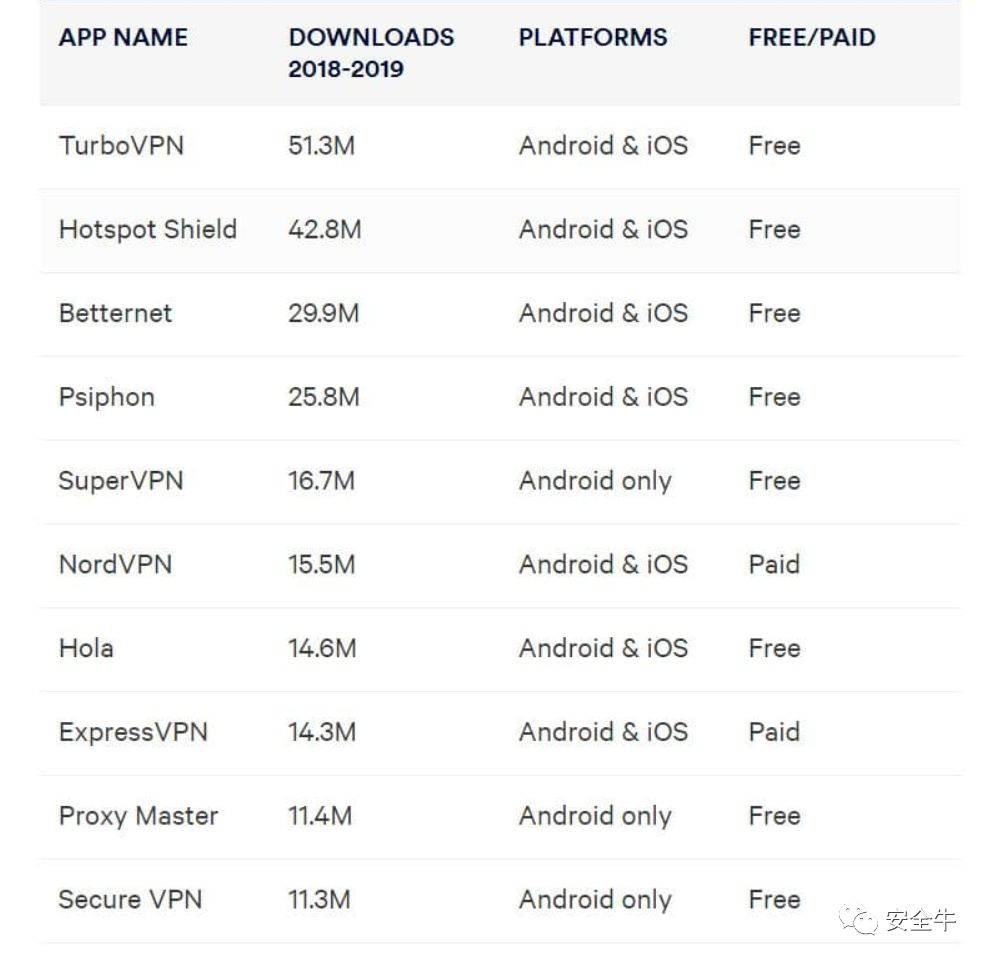 APP NAME DOWNLOADS PLATFORMS FREE/PAID
2018-2019
TurboVPN 51.3M Android & iOS Free
Hotspot Shield 42.8M Android & iOS Free
Betternet 29.9M Android & iOS Free
Psiphon 25.8M Android & iOS Free
SuperVPN 16.7M Android only Free
NordVPN 15.5M Android & iOS Paid
Hola 14.6M Android & iOS Free
ExpressVPN 14.3M Android & iOS Paid
Proxy Master 11.4M Android only Free
Secure VPN 11.3M Android only Free
安全牛